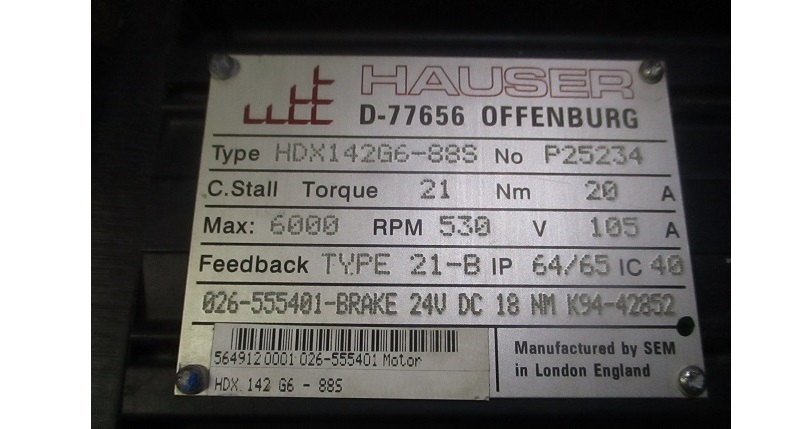 HAUSER
D-77656 OFFENBURG
Type HDX142G6-88S No P25234
C.Stall Torque 21 Nm 20 A
Max: 6000 RPM 530 V 105 A
Feedback TYPE 21-B IP 64/65 IC 40
026-555401-BRAKE 24V DC 18 NM K94-42852
564912 0001 026-555401 Motor
HDX 142 G6 - 88S
Manufactured by SEM
in London England